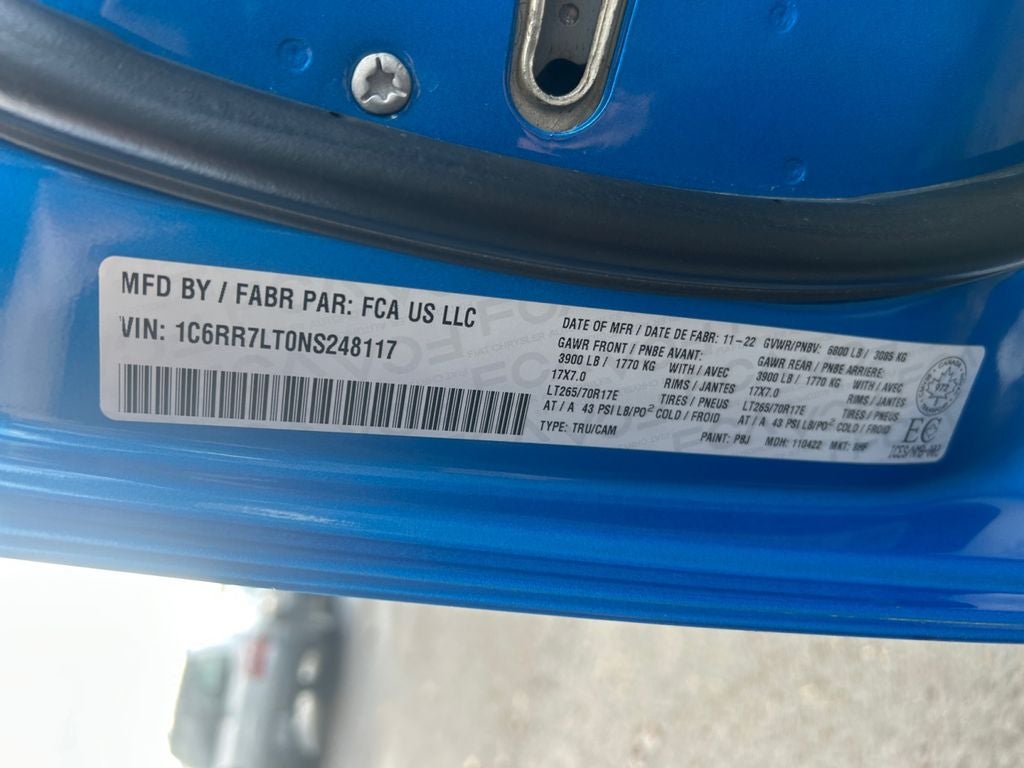 MFD BY / FABR PAR: FCA US LLC
VIN: 1C6RR7LT0NS248117
DATE OF MFR / DATE DE FABR: 11-22 GVWR/PNBV: 6800 LB / 3085 KG
GAWR FRONT / PNBE AVANT: GAWR REAR / PNBE ARRIERE:
3900 LB / 1770 KG WITH / AVEC 3900 LB / 1770 KG WITH / AVEC
17X7.0 RIMS / JANTES 17X7.0 RIMS / JANTES
LT265/70R17E TIRES / PNEUS LT265/70R17E TIRES / PNEUS
AT / A 43 PSI LB/PO² COLD / FROID AT / A 43 PSI LB/PO² COLD / FROID
TYPE: TRU/CAM PAINT: PBJ MDH: 110422 MKT:
EC